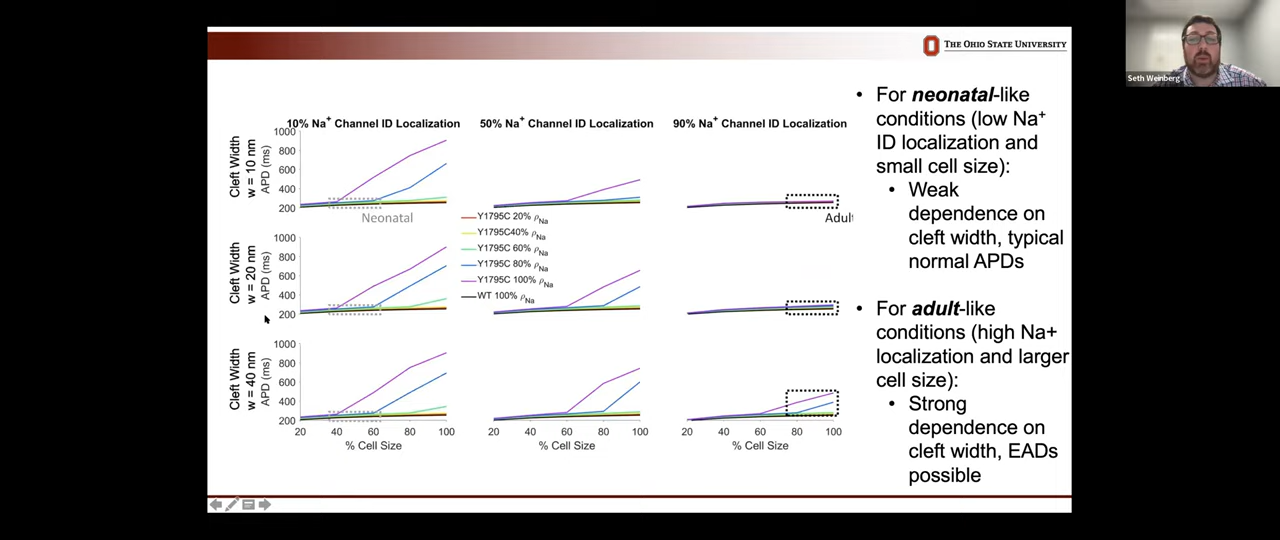 THE OHIO STATE UNIVERSITY
Seth Weinberg
10% Na+ Channel ID Localization
50% Na+ Channel ID Localization
90% Na+ Channel ID Localization
Cleft Width
w = 10 nm
APD (ms)
1000
800
600
400
200
Neonatal
Adult
Y1795C 20% ρNa
Y1795C40% ρNa
Y1795C 60% ρNa
Y1795C 80% ρNa
Y1795C 100% ρNa
WT 100% ρNa
Cleft Width
w = 20 nm
APD (ms)
1000
800
600
400
200
Cleft Width
w = 40 nm
APD (ms)
1000
800
600
400
200
20 40 60 80 100
20 40 60 80 100
20 40 60 80 100
% Cell Size
% Cell Size
% Cell Size
• For neonatal-like
conditions (low Na+
ID localization and
small cell size):
• Weak
dependence on
cleft width, typical
normal APDs
• For adult-like
conditions (high Na+
localization and larger
cell size):
• Strong
dependence on
cleft width, EADs
possible